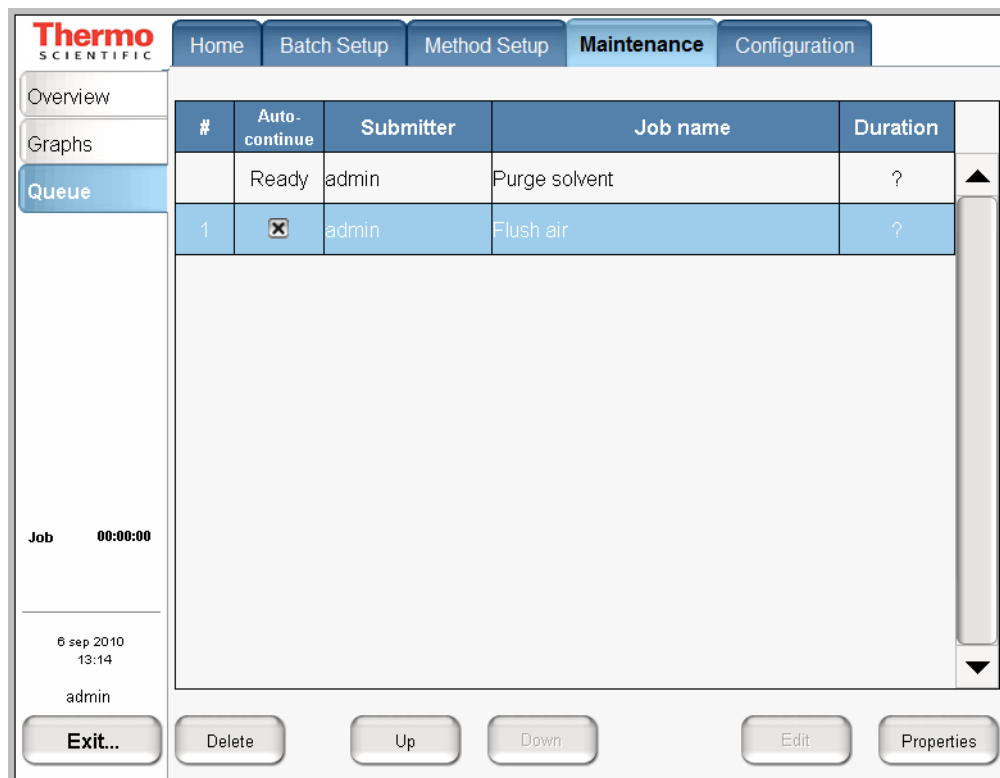 Thermo
SCIENTIFIC
Home Batch Setup Method Setup Maintenance Configuration
Overview
Graphs
Queue
# Auto-continue Submitter Job name Duration
Ready admin Purge solvent ?
1 admin Flush air ?
Job 00:00:00
6 sep 2010
13:14
admin
Exit... Delete Up Down Edit Properties